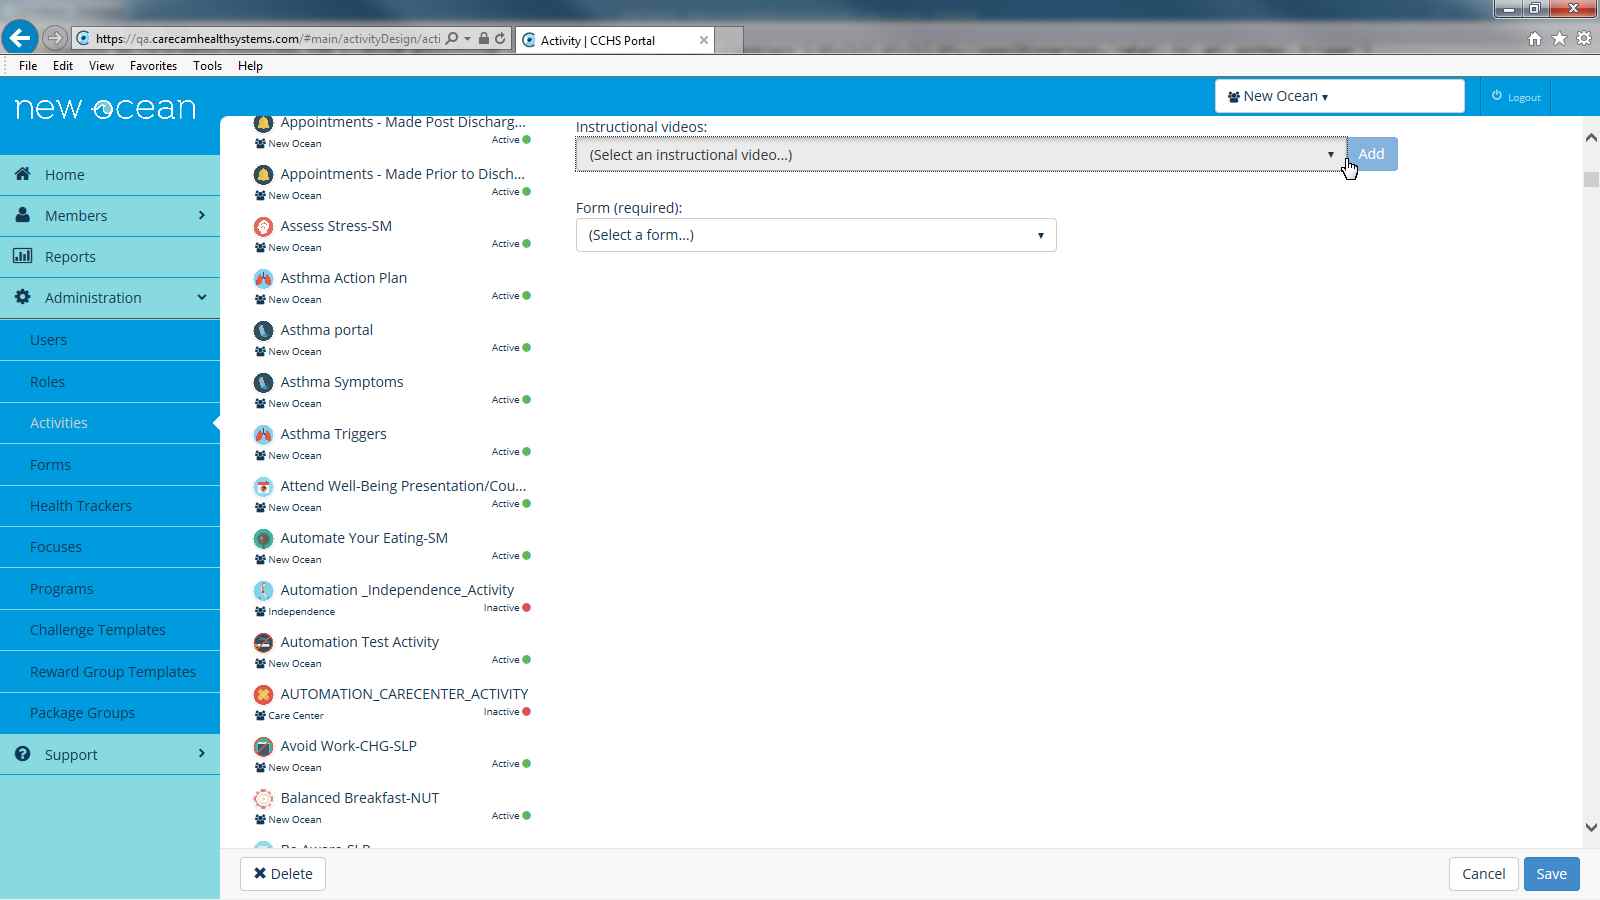 https://qa.carecamhealthsystems.com/#main/activityDesign/acti
Activity | CCHS Portal
File Edit View Favorites Tools Help
new ocean
New Ocean
Logout
Home
Members
Reports
Administration
Users
Roles
Activities
Forms
Health Trackers
Focuses
Programs
Challenge Templates
Reward Group Templates
Package Groups
Support
Appointments - Made Post Discharg...
New Ocean Active
Appointments - Made Prior to Disch...
New Ocean Active
Assess Stress-SM
New Ocean Active
Asthma Action Plan
New Ocean Active
Asthma portal
New Ocean Active
Asthma Symptoms
New Ocean Active
Asthma Triggers
New Ocean Active
Attend Well-Being Presentation/Cou...
New Ocean Active
Automate Your Eating-SM
New Ocean Active
Automation _Independence_Activity
Independence Inactive
Automation Test Activity
New Ocean Active
AUTOMATION_CARECENTER_ACTIVITY
Care Center Inactive
Avoid Work-CHG-SLP
New Ocean Active
Balanced Breakfast-NUT
New Ocean Active
Instructional videos:
(Select an instructional video...) Add
Form (required):
(Select a form...)
Delete
Cancel Save